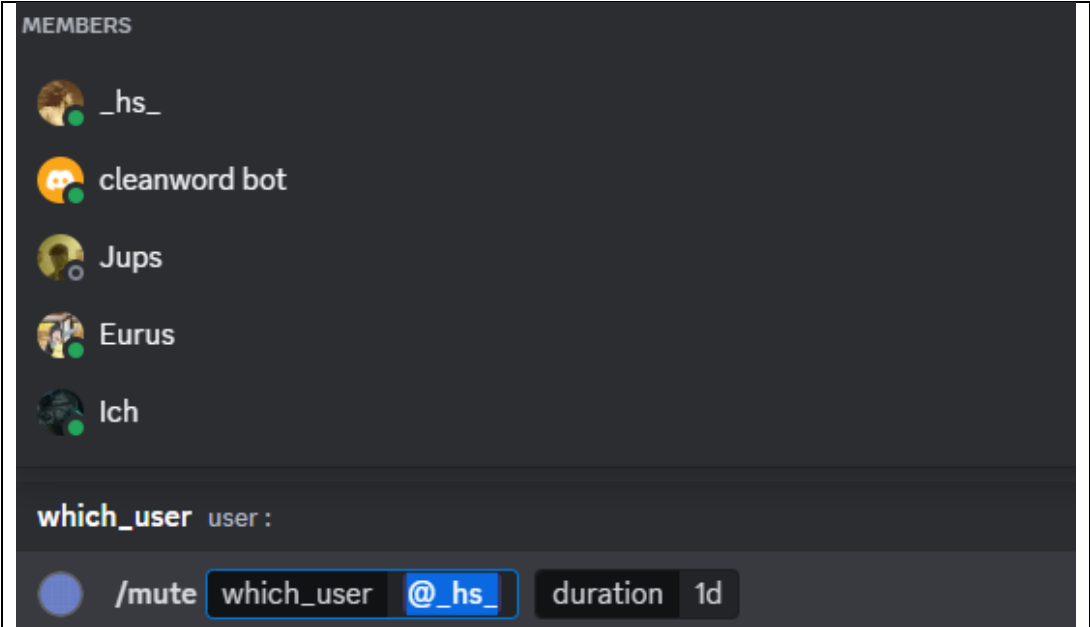 MEMBERS
_hs_
cleanword bot
Jups
Eurus
Ich
which_user user :
/mute which_user @_hs_ duration 1d